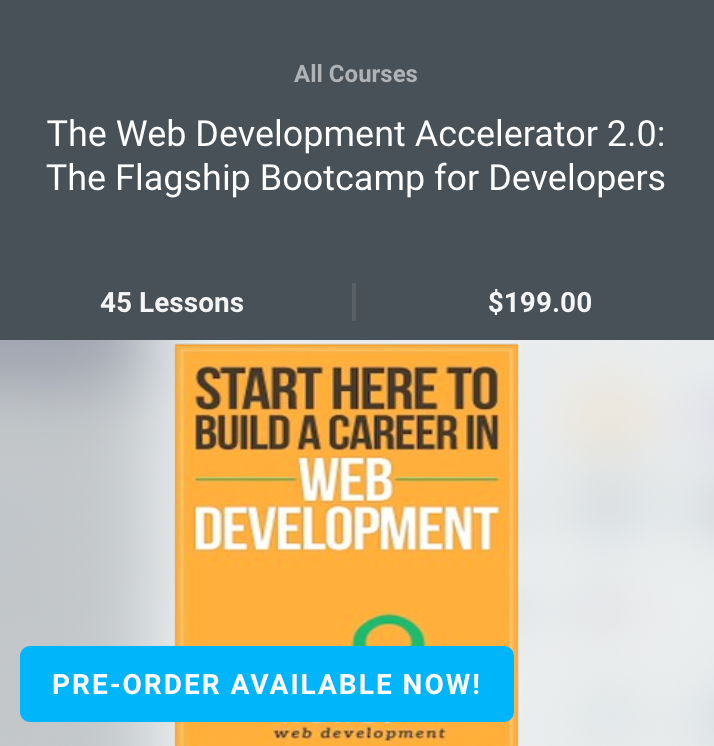 All Courses
The Web Development Accelerator 2.0:
The Flagship Bootcamp for Developers
45 Lessons
$199.00
START HERE TO
BUILD A CAREER IN
WEB
DEVELOPMENT
PRE-ORDER AVAILABLE NOW!
web development